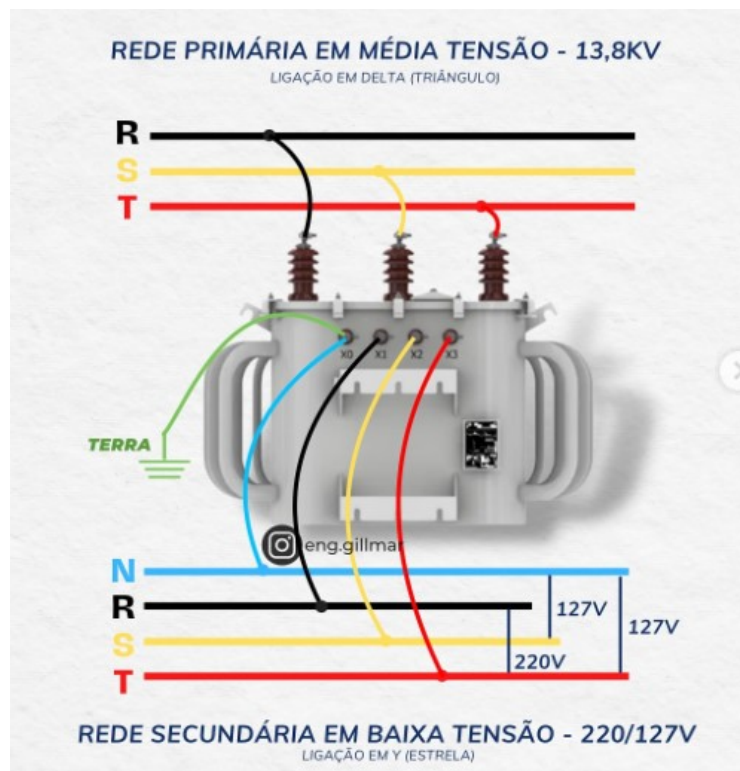 REDE PRIMÁRIA EM MÉDIA TENSÃO - 13,8KV
LIGAÇÃO EM DELTA (TRIÂNGULO)
R
S
T
X0 X1 X2 X3
TERRA
eng.gillmar
N
R
127V
S
127V
220V
T
REDE SECUNDÁRIA EM BAIXA TENSÃO - 220/127V
LIGAÇÃO EM Y (ESTRELA)